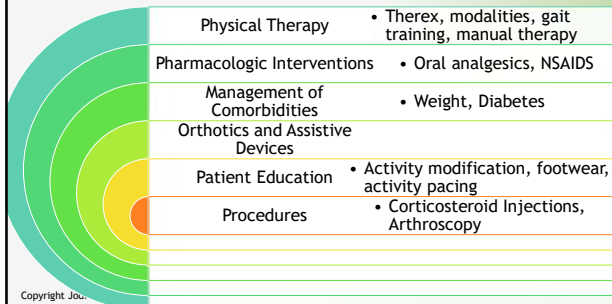 Physical Therapy
• Therex, modalities, gait
training, manual therapy
Pharmacologic Interventions
• Oral analgesics, NSAIDS
Management of
Comorbidities
• Weight, Diabetes
Orthotics and Assistive
Devices
Patient Education
• Activity modification, footwear,
activity pacing
Procedures
• Corticosteroid Injections,
Arthroscopy
Copyright